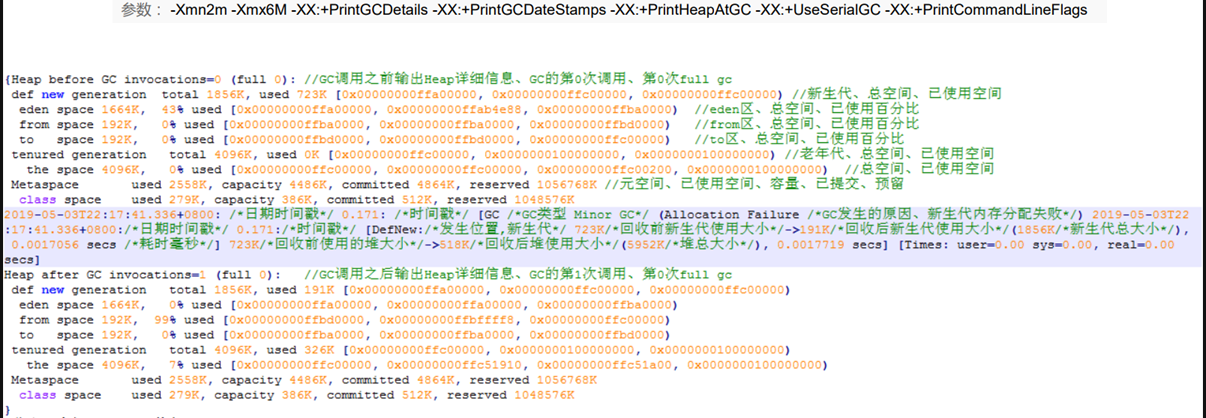 参数： -Xmn2m -Xmx6M -XX:+PrintGCDetails -XX:+PrintGCDateStamps -XX:+PrintHeapAtGC -XX:+UseSerialGC -XX:+PrintCommandLineFlags
{Heap before GC invocations=0 (full 0): //GC调用之前输出Heap详细信息、GC的第0次调用、第0次full gc
def new generation   total 1856K, used 723K [0x00000000ffa00000, 0x00000000ffc00000, 0x00000000ffc00000) //新生代、总空间、已使用空间
eden space 1664K,  43% used [0x00000000ffa00000, 0x00000000ffab4e88, 0x00000000ffba0000)  //eden区、总空间、已使用百分比
from space 192K,   0% used [0x00000000ffba0000, 0x00000000ffba0000, 0x00000000ffbd0000)   //from区、总空间、已使用百分比
to   space 192K,   0% used [0x00000000ffbd0000, 0x00000000ffbd0000, 0x00000000ffc00000)   //to区、总空间、已使用百分比
tenured generation   total 4096K, used 0K [0x00000000ffc00000, 0x0000000100000000, 0x0000000100000000) //老年代、总空间、已使用空间
the space 4096K,   0% used [0x00000000ffc00000, 0x00000000ffc00000, 0x00000000ffc00200, 0x0000000100000000)  //总空间、已使用空间
Metaspace       used 2558K, capacity 4486K, committed 4864K, reserved 1056768K //元空间、已使用空间、容量、已提交、预留
class space    used 279K, capacity 386K, committed 512K, reserved 1048576K
2019-05-03T22:17:41.336+0800: /*日期时间戳*/ 0.171: /*时间戳*/ [GC /*GC类型 Minor GC*/ (Allocation Failure /*GC发生的原因、新生代内存分配失败*/) 2019-05-03T22
:17:41.336+0800:/*日期时间戳*/ 0.171:/*时间戳*/ [DefNew:/*发生位置,新生代*/ 723K/*回收前新生代使用大小*/->191K/*回收后新生代使用大小*/(1856K/*新生代总大小*/),
0.0017056 secs /*耗时毫秒*/] 723K/*回收前使用的堆大小*/->518K/*回收后堆使用大小*/(5952K/*堆总大小*/), 0.0017719 secs] [Times: user=0.00 sys=0.00, real=0.00
secs]
Heap after GC invocations=1 (full 0):   //GC调用之后输出Heap详细信息、GC的第1次调用、第0次full gc
def new generation   total 1856K, used 191K [0x00000000ffa00000, 0x00000000ffc00000, 0x00000000ffc00000)
eden space 1664K,   0% used [0x00000000ffa00000, 0x00000000ffa00000, 0x00000000ffba0000)
from space 192K,  99% used [0x00000000ffbd0000, 0x00000000ffbffff8, 0x00000000ffc00000)
to   space 192K,   0% used [0x00000000ffba0000, 0x00000000ffba0000, 0x00000000ffbd0000)
tenured generation   total 4096K, used 326K [0x00000000ffc00000, 0x0000000100000000, 0x0000000100000000)
the space 4096K,   7% used [0x00000000ffc00000, 0x00000000ffc51910, 0x00000000ffc51a00, 0x0000000100000000)
Metaspace       used 2558K, capacity 4486K, committed 4864K, reserved 1056768K
class space    used 279K, capacity 386K, committed 512K, reserved 1048576K
}